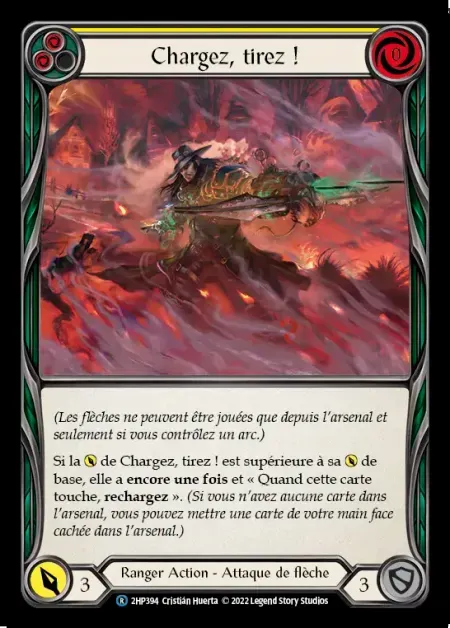 Chargez, tirez !
0
(Les flèches ne peuvent être jouées que depuis l'arsenal et
seulement si vous contrôlez un arc.)
Si la de Chargez, tirez ! est supérieure à sa de
base, elle a encore une fois et « Quand cette carte
touche, rechargez ». (Si vous n'avez aucune carte dans
l'arsenal, vous pouvez mettre une carte de votre main face
cachée dans l'arsenal.)
3 Ranger Action - Attaque de flèche 3
R 2HP394 Cristián Huerta © 2022 Legend Story Studios